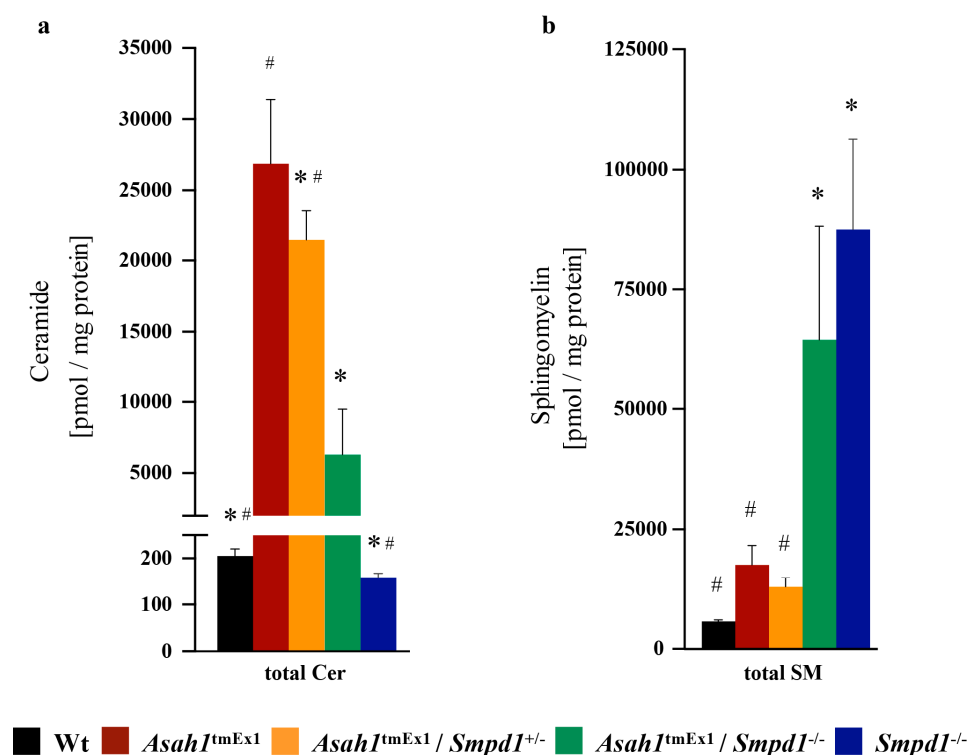 a
Ceramide
[pmol / mg protein]
35000
30000
25000
20000
15000
10000
5000
200
100
0
#
* #
*
* #
* #
total Cer
b
Sphingomyelin
[pmol / mg protein]
125000
100000
75000
50000
25000
0
#
#
#
*
*
total SM
Wt Asah1tmEx1 Asah1tmEx1 / Smpd1+/- Asah1tmEx1 / Smpd1-/- Smpd1-/-